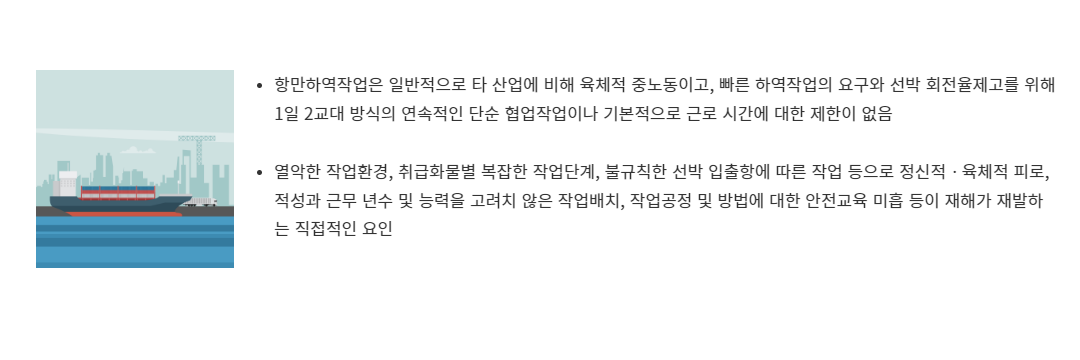 • 항만하역작업은 일반적으로 타 산업에 비해 육체적 중노동이고, 빠른 하역작업의 요구와 선박 회전율제고를 위해
1일 2교대 방식의 연속적인 단순 협업작업이나 기본적으로 근로 시간에 대한 제한이 없음
• 열악한 작업환경, 취급화물별 복잡한 작업단계, 불규칙한 선박 입출항에 따른 작업 등으로 정신적 · 육체적 피로,
적성과 근무 년수 및 능력을 고려치 않은 작업배치, 작업공정 및 방법에 대한 안전교육 미흡 등이 재해가 재발하
는 직접적인 요인